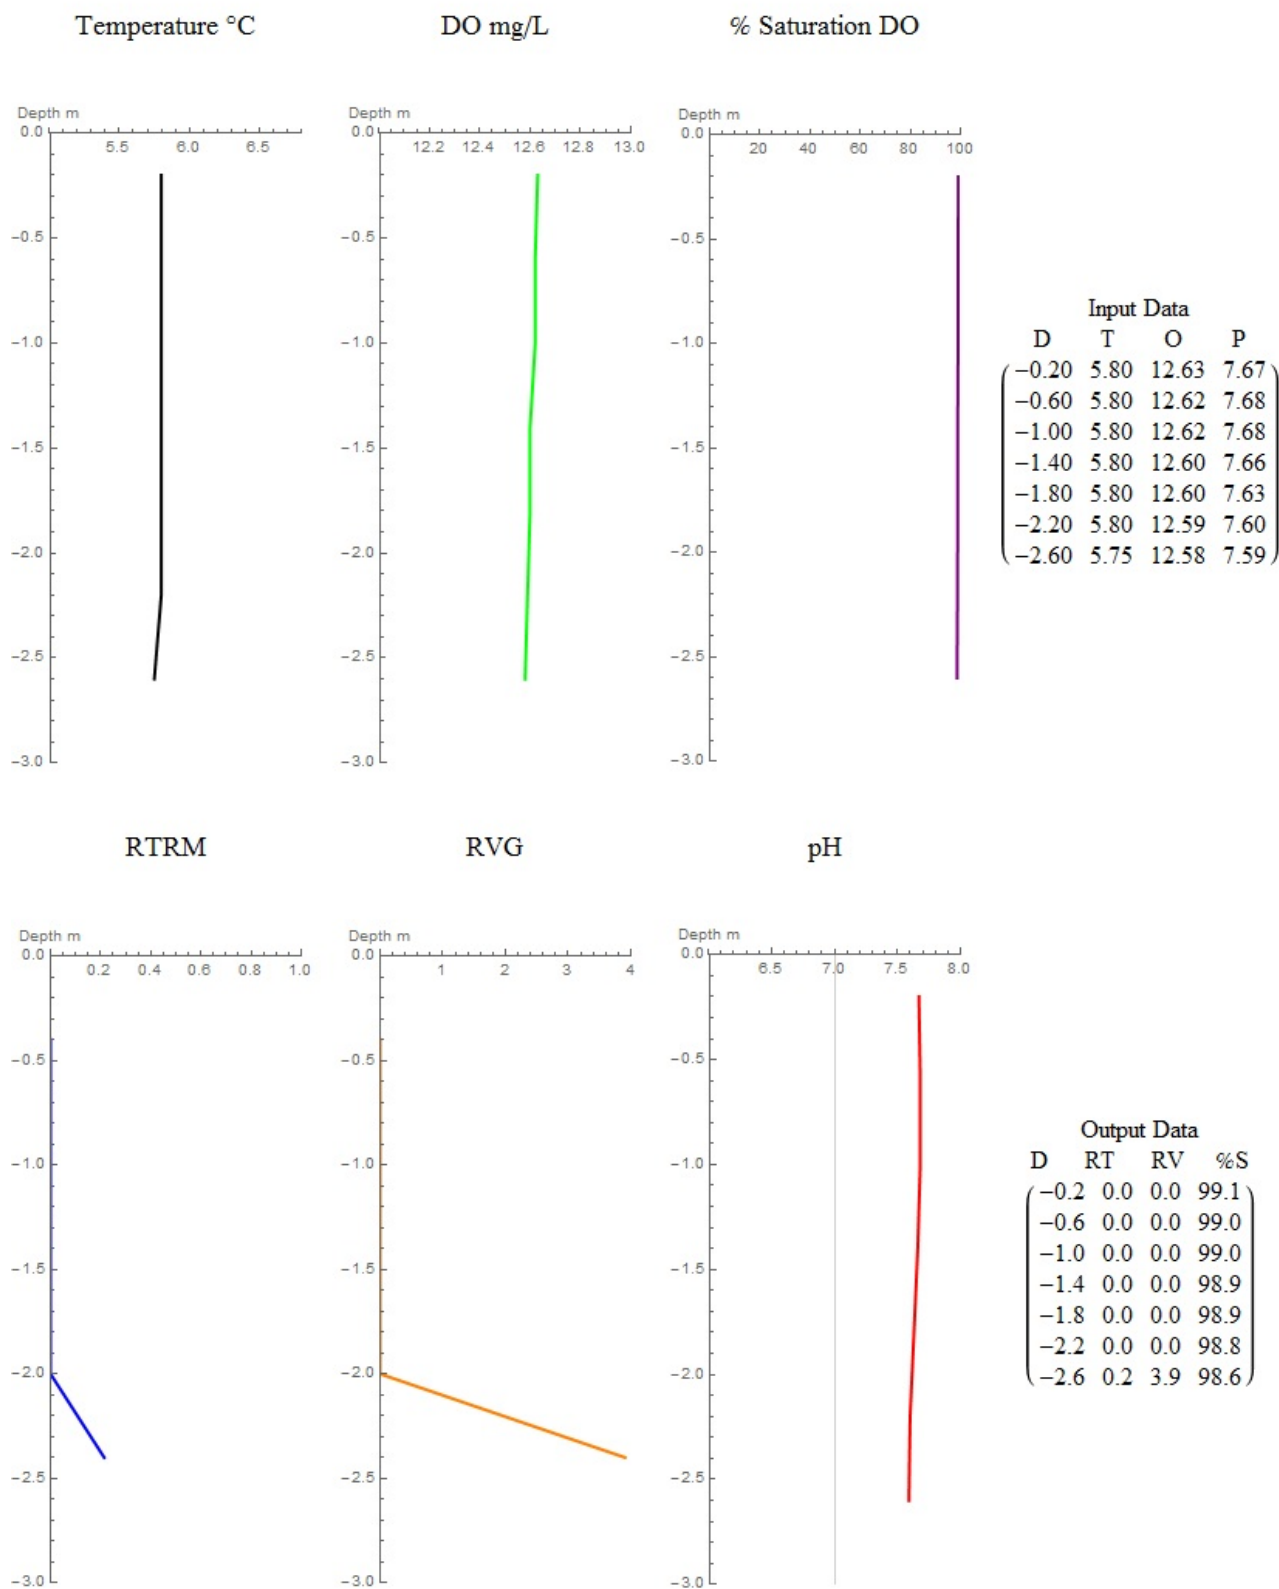 Temperature °C DO mg/L % Saturation DO
Depth m Depth m Depth m
0.0 0.0 0.0
5.5 6.0 6.5 12.2 12.4 12.6 12.8 13.0 20 40 60 80 100
−0.5 −0.5 −0.5
−1.0 −1.0 −1.0
−1.5 −1.5 −1.5
−2.0 −2.0 −2.0
−2.5 −2.5 −2.5
−3.0 −3.0 −3.0
Input Data
D T O P
−0.20 5.80 12.63 7.67
−0.60 5.80 12.62 7.68
−1.00 5.80 12.62 7.68
−1.40 5.80 12.60 7.66
−1.80 5.80 12.60 7.63
−2.20 5.80 12.59 7.60
−2.60 5.75 12.58 7.59
RTRM RVG pH
Depth m Depth m Depth m
0.0 0.0 0.0
0.2 0.4 0.6 0.8 1.0 1 2 3 4 6.5 7.0 7.5 8.0
−0.5 −0.5 −0.5
−1.0 −1.0 −1.0
−1.5 −1.5 −1.5
−2.0 −2.0 −2.0
−2.5 −2.5 −2.5
−3.0 −3.0 −3.0
Output Data
D RT RV %S
−0.2 0.0 0.0 99.1
−0.6 0.0 0.0 99.0
−1.0 0.0 0.0 99.0
−1.4 0.0 0.0 98.9
−1.8 0.0 0.0 98.9
−2.2 0.0 0.0 98.8
−2.6 0.2 3.9 98.6